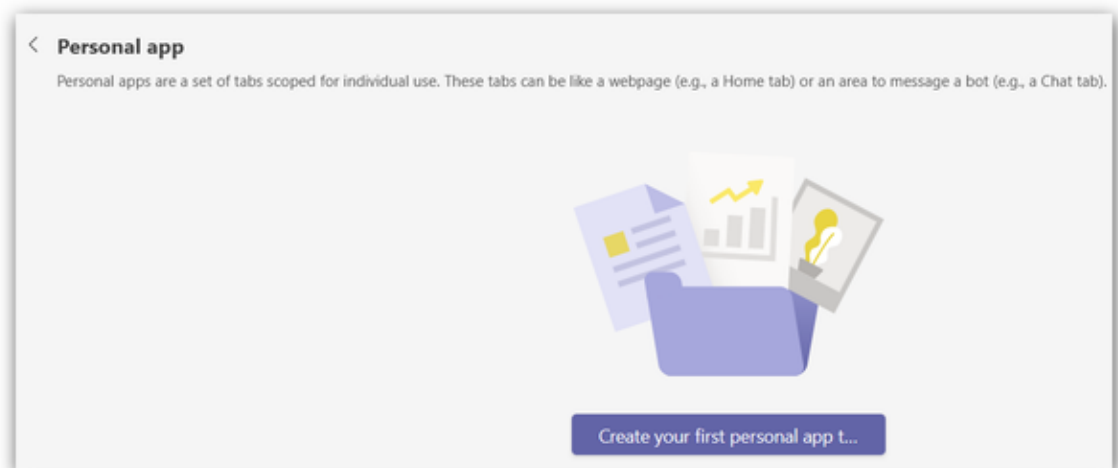 Personal app
Personal apps are a set of tabs scoped for individual use. These tabs can be like a webpage (e.g., a Home tab) or an area to message a bot (e.g., a Chat tab).
Create your first personal app t...